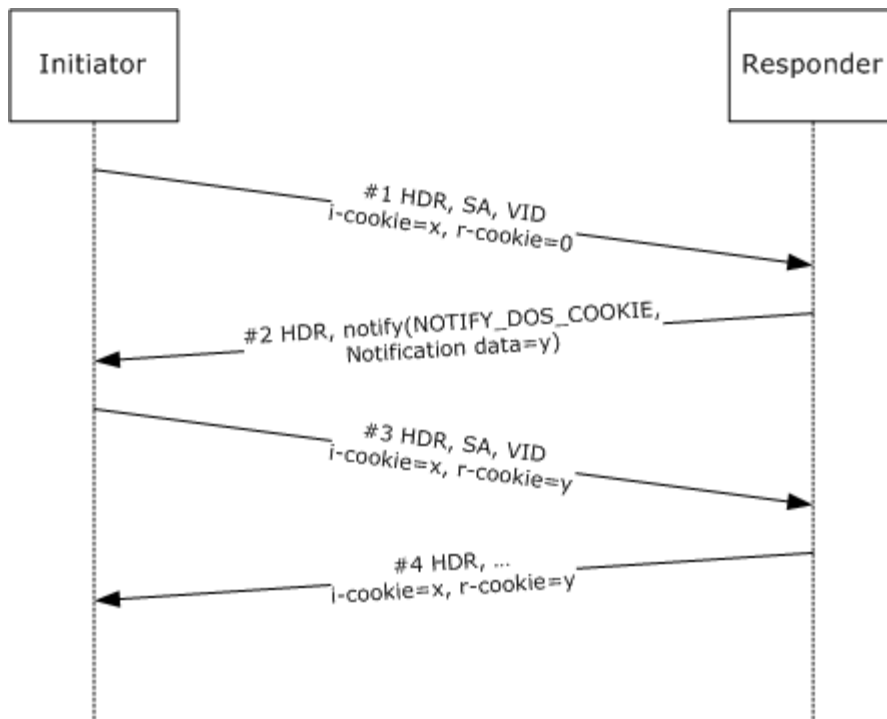 Initiator
Responder
#1 HDR, SA, VID
i-cookie=x, r-cookie=0
#2 HDR, notify(NOTIFY_DOS_COOKIE,
Notification data=y)
#3 HDR, SA, VID
i-cookie=x, r-cookie=y
#4 HDR, ...
i-cookie=x, r-cookie=y